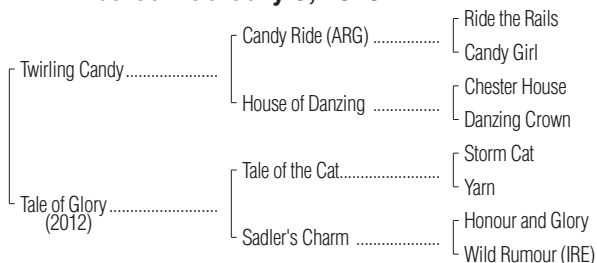 Ride the Rails
Candy Ride (ARG) ................
Candy Girl
Twirling Candy ......................
Chester House
House of Danzing ................
Danzing Crown
Storm Cat
Tale of the Cat........................
Yarn
Tale of Glory ..........................
(2012)
Honour and Glory
Sadler's Charm ....................
Wild Rumour (IRE)